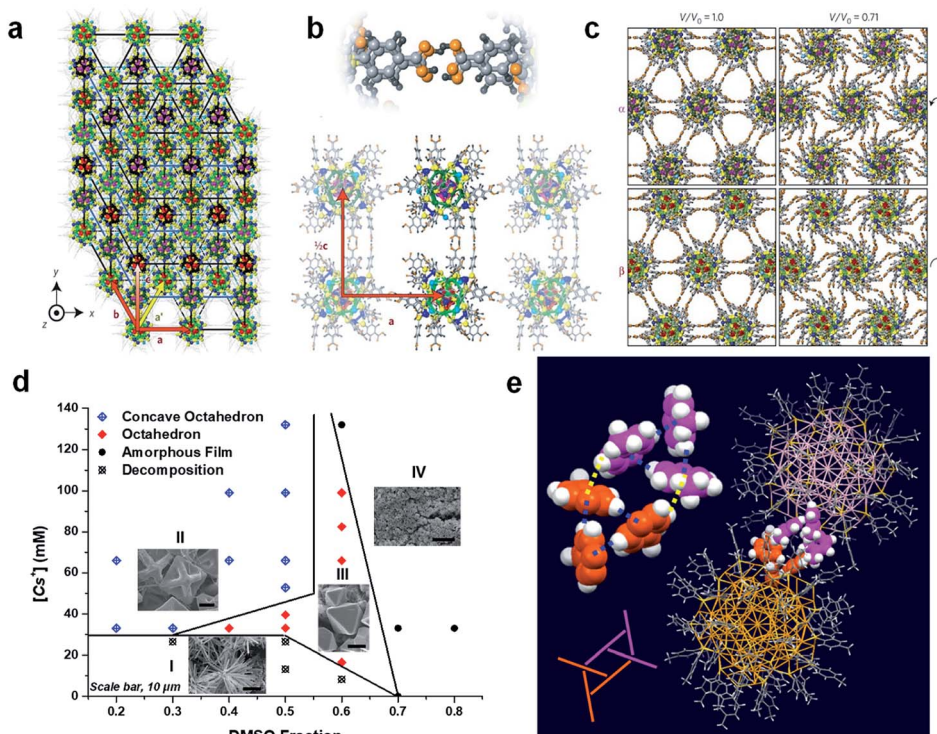 a
y
z
x
b
a'
a
b
½c
a
c
V/V₀ = 1.0
V/V₀ = 0.71
α
β
d
[Cs⁺] (mM)
140
120
100
80
60
40
20
0
Concave Octahedron
Octahedron
Amorphous Film
Decomposition
II
IV
III
I
Scale bar, 10 µm
0.2 0.3 0.4 0.5 0.6 0.7 0.8
DMSO Fraction
e